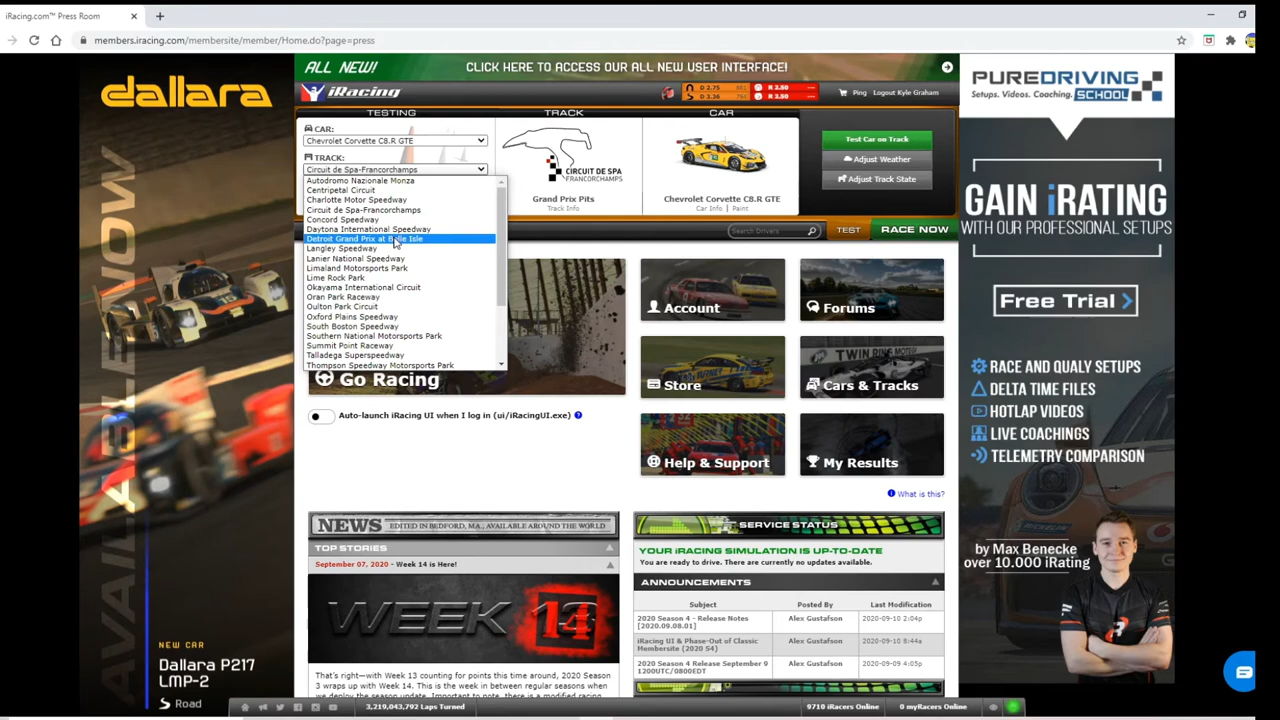 iRacing.com™ Press Room
members.iracing.com/membersite/member/Home.do?page=press
dallara
ABLE NOW
NEW CAR
Dallara P217
LMP-2
Road
ALL NEW!
CLICK HERE TO ACCESS OUR ALL NEW USER INTERFACE!
iRacing
D 2.75
D 3.36
R 2.50
R 2.50
Ping
Logout Kyle Graham
TESTING
TRACK
CAR
CAR:
Chevrolet Corvette C8.R GTE
TRACK:
Circuit de Spa-Francorchamps
Autodromo Nazionale Monza
Centripetal Circuit
Charlotte Motor Speedway
Circuit de Spa-Francorchamps
Concord Speedway
Daytona International Speedway
Detroit Grand Prix at Belle Isle
Langley Speedway
Lanier National Speedway
Limaland Motorsports Park
Lime Rock Park
Okayama International Circuit
Oran Park Raceway
Oulton Park Circuit
Oxford Plains Speedway
South Boston Speedway
Southern National Motorsports Park
Summit Point Raceway
Talladega Superspeedway
Thompson Speedway Motorsports Park
CIRCUIT DE SPA
FRANCORCHAMPS
Grand Prix Pits
Track Info
Chevrolet Corvette C8.R GTE
Car Info | Paint
Test Car on Track
Adjust Weather
Adjust Track State
Search Drivers
TEST
RACE NOW
Go Racing
Account
Forums
Store
Cars & Tracks
Help & Support
My Results
Auto-launch iRacing UI when I log in (ui/iRacingUI.exe)
What is this?
NEWS
EDITED IN BEDFORD, MA., AVAILABLE AROUND THE WORLD
TOP STORIES
September 07, 2020 - Week 14 is Here!
WEEK 14
That's right—with Week 13 counting for points this time around, 2020 Season
3 wraps up with Week 14. This is the week in between regular seasons when
SERVICE STATUS
YOUR iRACING SIMULATION IS UP-TO-DATE
You are ready to drive. There are currently no updates available.
ANNOUNCEMENTS
Subject
Posted By
Last Modification
2020 Season 4 - Release Notes
[2020.09.08.01]
Alex Gustafson
2020-09-10 2:04p
iRacing UI & Phase-Out of Classic
Membersite (2020 S4)
Alex Gustafson
2020-09-10 8:44a
2020 Season 4 Release September 9
1200UTC/0800EDT
Alex Gustafson
2020-09-09 4:05p
3,219,043,792 Laps Turned
9710 iRacers Online
0 myRacers Online
PUREDRIVING
SCHOOL
Setups. Videos. Coaching.
GAIN iRATING
WITH OUR PROFESSIONAL SETUPS
Free Trial
RACE AND QUALY SETUPS
DELTA TIME FILES
HOTLAP VIDEOS
LIVE COACHINGS
TELEMETRY COMPARISON
by Max Benecke
over 10.000 iRating